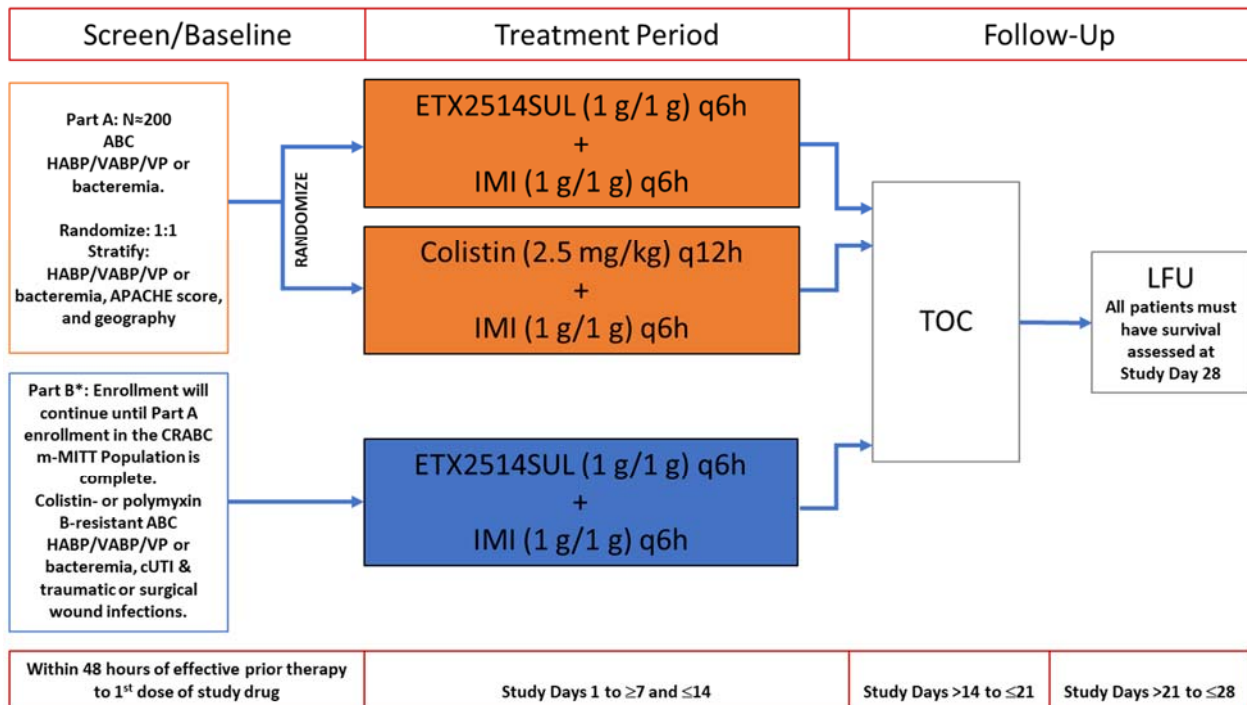 Screen/Baseline
Treatment Period
Follow-Up
Part A: N≈200
ABC
HABP/VABP/VP or
bacteremia.
Randomize: 1:1
Stratify:
HABP/VABP/VP or
bacteremia, APACHE score,
and geography
RANDOMIZE
ETX2514SUL (1 g/1 g) q6h
+
IMI (1 g/1 g) q6h
Colistin (2.5 mg/kg) q12h
+
IMI (1 g/1 g) q6h
TOC
LFU
All patients must
have survival
assessed at
Study Day 28
Part B*: Enrollment will
continue until Part A
enrollment in the CRABC
m-MITT Population is
complete.
Colistin- or polymyxin
B-resistant ABC
HABP/VABP/VP or
bacteremia, cUTI &
traumatic or surgical
wound infections.
ETX2514SUL (1 g/1 g) q6h
+
IMI (1 g/1 g) q6h
Within 48 hours of effective prior therapy
to 1st dose of study drug
Study Days 1 to ≥7 and ≤14
Study Days >14 to ≤21
Study Days >21 to ≤28